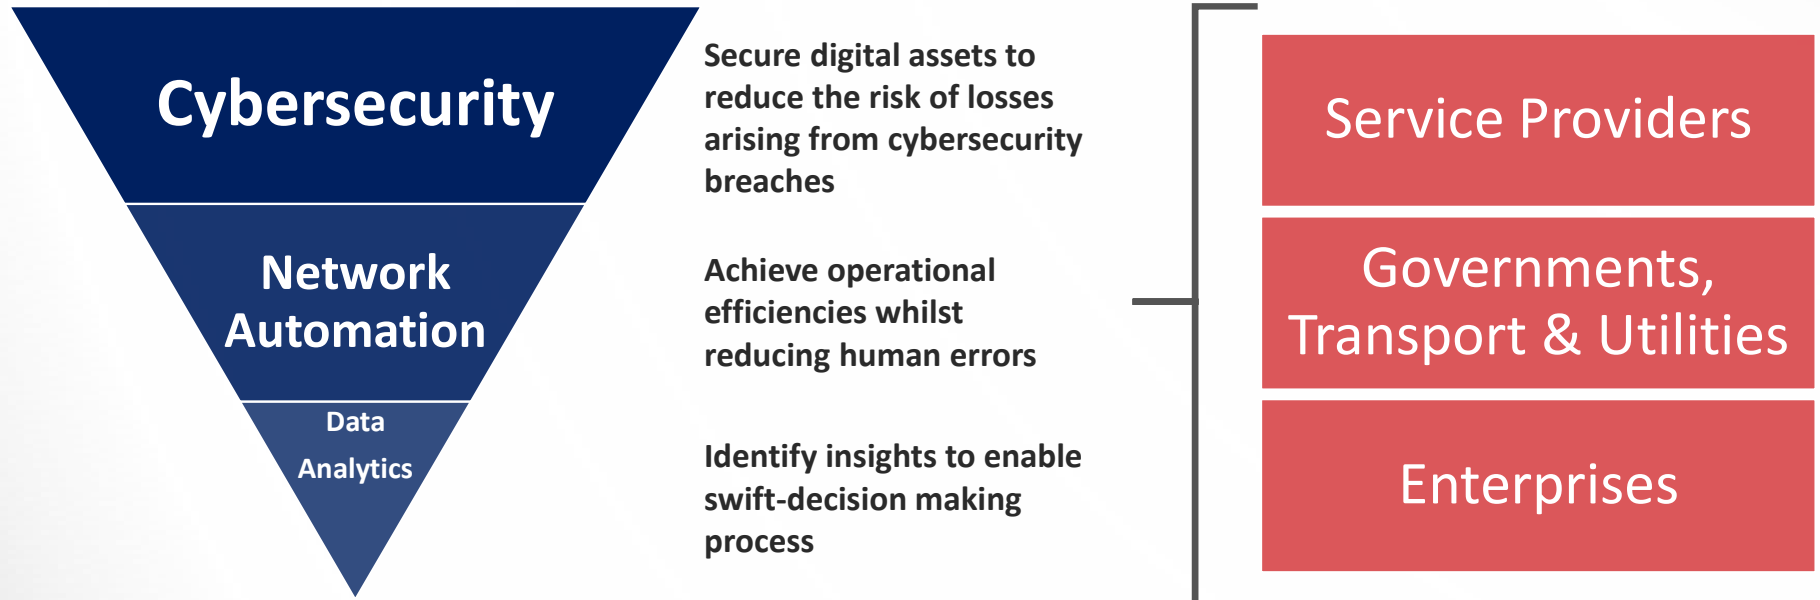 Cybersecurity
Secure digital assets to
reduce the risk of losses
arising from cybersecurity
breaches
Network
Automation
Achieve operational
efficiencies whilst
reducing human errors
Data
Analytics
Identify insights to enable
swift-decision making
process
Service Providers
Governments,
Transport & Utilities
Enterprises